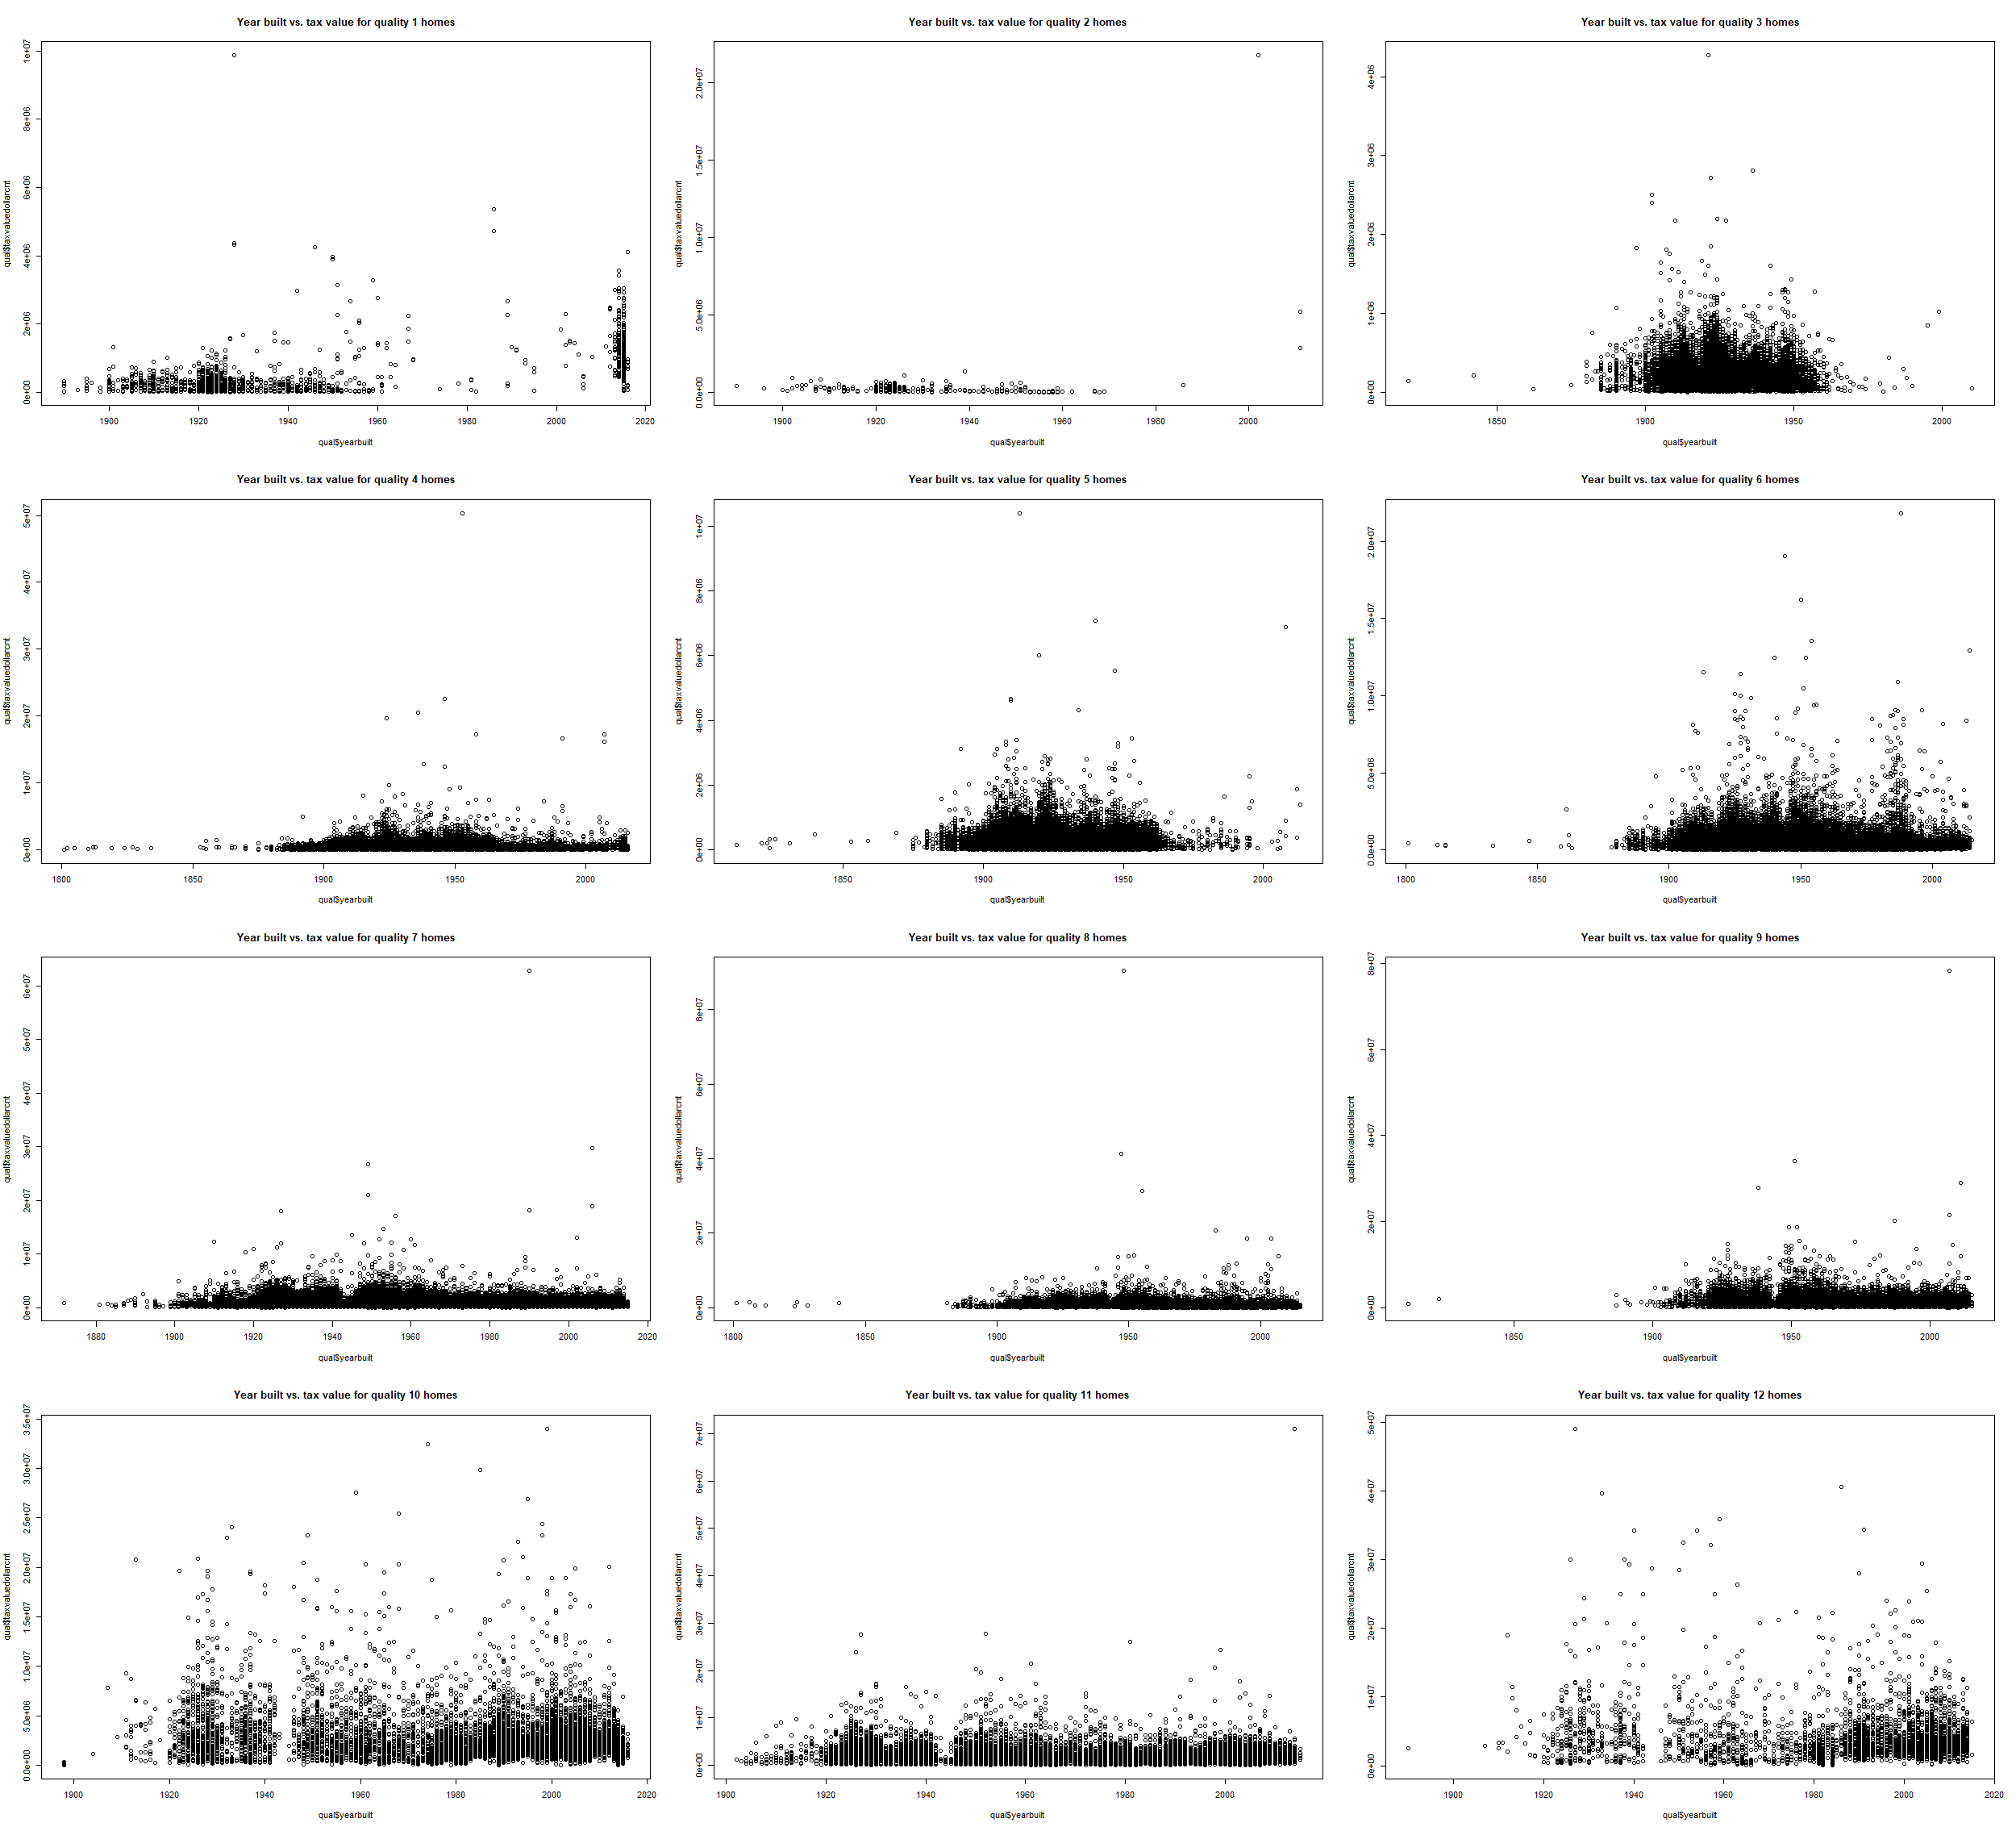 Year built vs. tax value for quality 1 homes
qual$taxvaluedollarcnt
0e+00 2e+06 4e+06 6e+06 8e+06 1e+07
1900 1920 1940 1960 1980 2000 2020
qual$yearbuilt
Year built vs. tax value for quality 2 homes
qual$taxvaluedollarcnt
0.0e+00 5.0e+06 1.0e+07 1.5e+07 2.0e+07
1900 1920 1940 1960 1980 2000
qual$yearbuilt
Year built vs. tax value for quality 3 homes
qual$taxvaluedollarcnt
0e+00 1e+06 2e+06 3e+06 4e+06
1850 1900 1950 2000
qual$yearbuilt
Year built vs. tax value for quality 4 homes
qual$taxvaluedollarcnt
0e+00 1e+07 2e+07 3e+07 4e+07 5e+07
1800 1850 1900 1950 2000
qual$yearbuilt
Year built vs. tax value for quality 5 homes
qual$taxvaluedollarcnt
0e+00 2e+06 4e+06 6e+06 8e+06 1e+07
1850 1900 1950 2000
qual$yearbuilt
Year built vs. tax value for quality 6 homes
qual$taxvaluedollarcnt
0.0e+00 5.0e+06 1.0e+07 1.5e+07 2.0e+07
1800 1850 1900 1950 2000
qual$yearbuilt
Year built vs. tax value for quality 7 homes
qual$taxvaluedollarcnt
0e+00 1e+07 2e+07 3e+07 4e+07 5e+07 6e+07
1880 1900 1920 1940 1960 1980 2000 2020
qual$yearbuilt
Year built vs. tax value for quality 8 homes
qual$taxvaluedollarcnt
0e+00 2e+07 4e+07 6e+07 8e+07
1800 1850 1900 1950 2000
qual$yearbuilt
Year built vs. tax value for quality 9 homes
qual$taxvaluedollarcnt
0e+00 2e+07 4e+07 6e+07 8e+07
1850 1900 1950 2000
qual$yearbuilt
Year built vs. tax value for quality 10 homes
qual$taxvaluedollarcnt
0.0e+00 5.0e+06 1.0e+07 1.5e+07 2.0e+07 2.5e+07 3.0e+07 3.5e+07
1900 1920 1940 1960 1980 2000 2020
qual$yearbuilt
Year built vs. tax value for quality 11 homes
qual$taxvaluedollarcnt
0e+00 1e+07 2e+07 3e+07 4e+07 5e+07 6e+07 7e+07
1900 1920 1940 1960 1980 2000
qual$yearbuilt
Year built vs. tax value for quality 12 homes
qual$taxvaluedollarcnt
0e+00 1e+07 2e+07 3e+07 4e+07 5e+07
1900 1920 1940 1960 1980 2000 2020
qual$yearbuilt